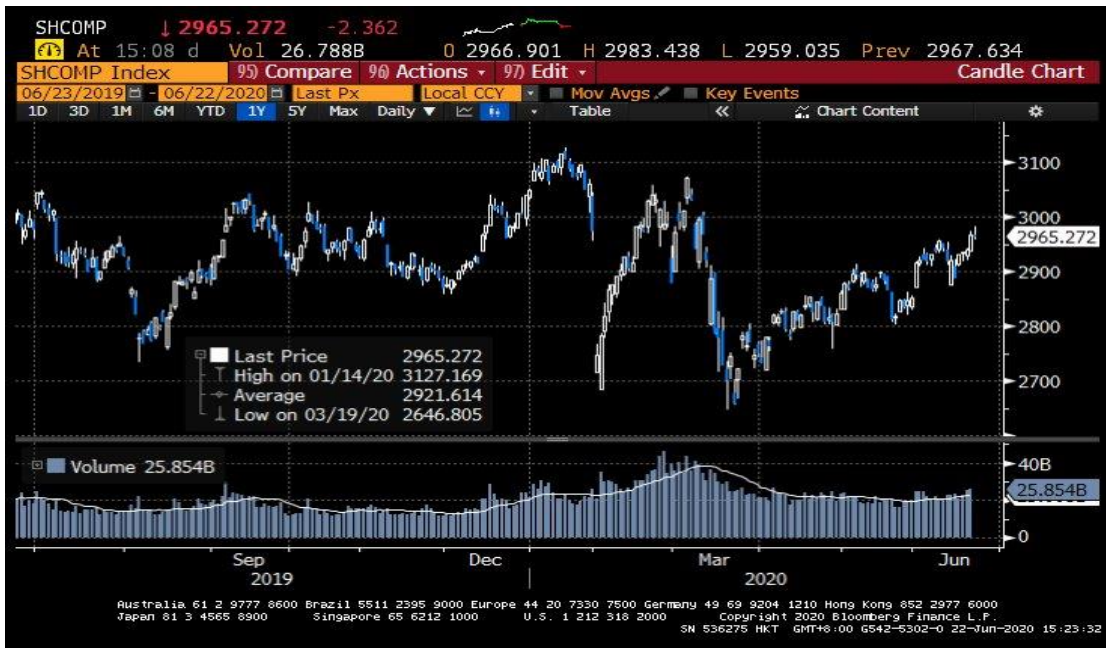 SHCOMP ↓2965.272 -2.362
At 15:08 d Vol 26.788B O 2966.901 H 2983.438 L 2959.035 Prev 2967.634
SHCOMP Index 95) Compare 96) Actions 97) Edit Candle Chart
06/23/2019 - 06/22/2020 Last Px Local CCY Mov Avgs Key Events
1D 3D 1M 6M YTD 1Y 5Y Max Daily ▼ Table « Chart Content
3100
3000
2965.272
2900
2800
Last Price 2965.272
High on 01/14/20 3127.169
2700
Average 2921.614
Low on 03/19/20 2646.805
Volume 25.854B
40B
25.854B
0
Sep Dec Mar Jun
2019 2020
Australia 61 2 9777 8600 Brazil 5511 2395 9000 Europe 44 20 7330 7500 Germany 49 69 9204 1210 Hong Kong 852 2977 6000
Japan 81 3 4565 8900 Singapore 65 6212 1000 U.S. 1 212 318 2000 Copyright 2020 Bloomberg Finance L.P.
SN 536275 HKT GMT+8:00 G542-5302-0 22-Jun-2020 15:23:32